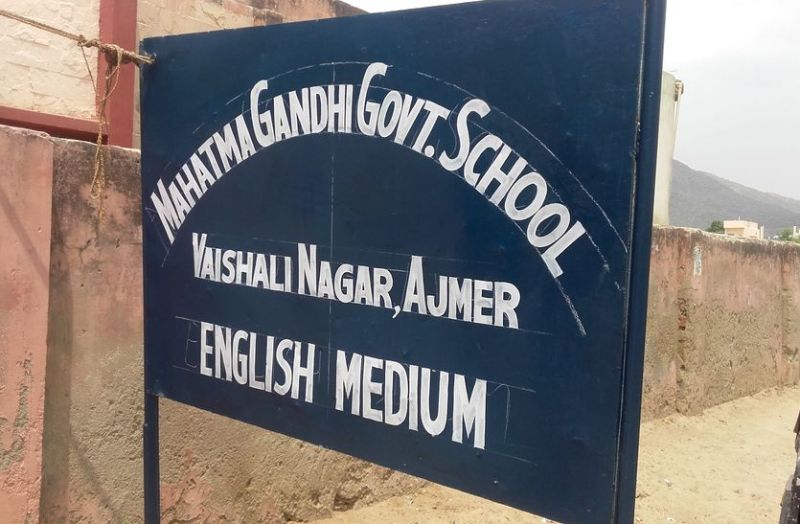 MAHATMA GANDHI GOVT. SCHOOL
VAISHALI NAGAR, AJMER
ENGLISH MEDIUM